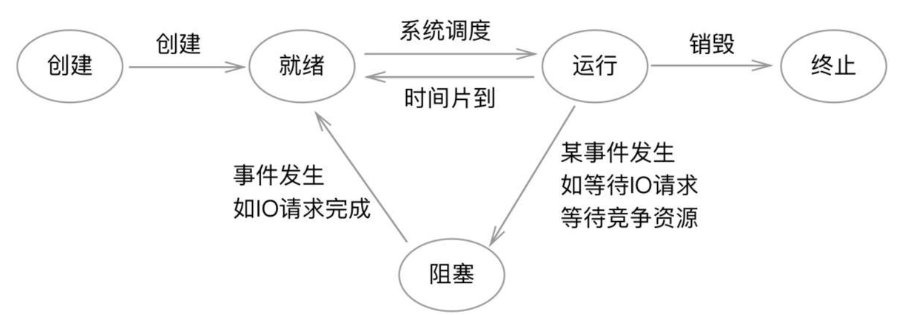 创建
创建
就绪
系统调度
时间片到
运行
销毁
终止
事件发生
如IO请求完成
某事件发生
如等待IO请求
等待竞争资源
阻塞